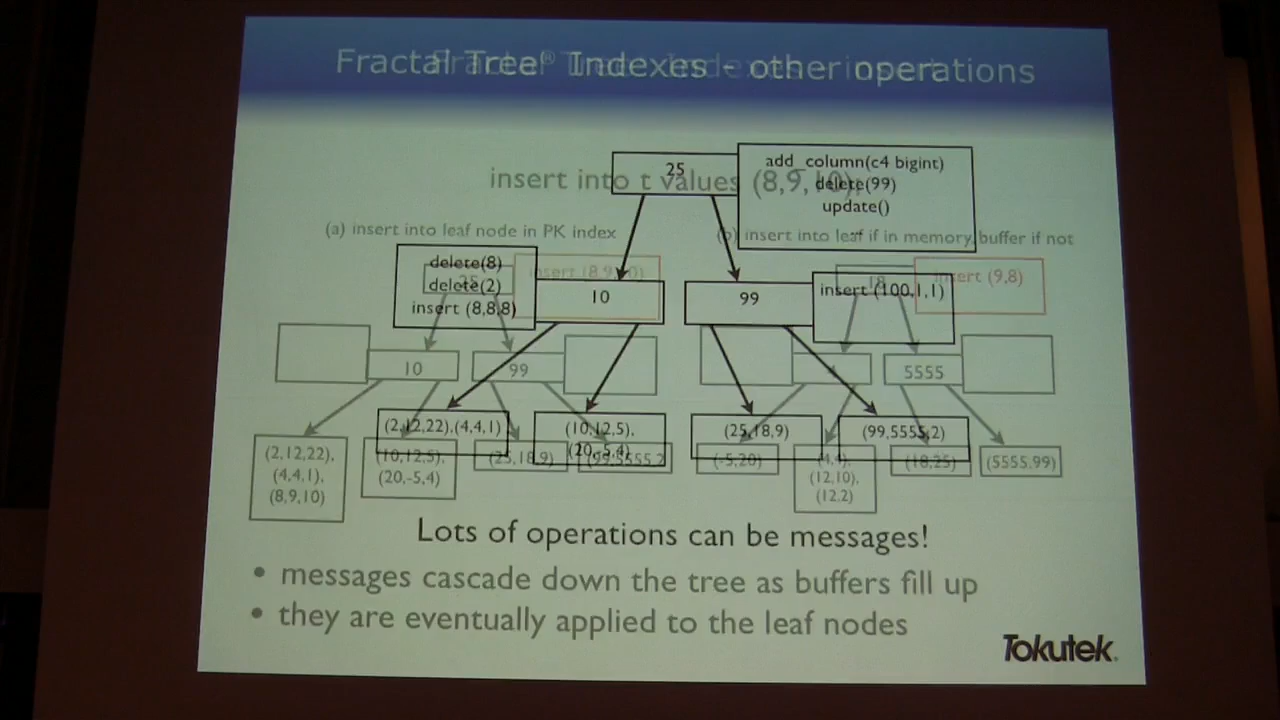 Fractal Tree® Indexes - other operations
25
add_column(c4 bigint)
delete(99)
update()
insert into t values (8,9,10);
(a) insert into leaf node in PK index
(b) insert into leaf if in memory, buffer if not
delete(8)
delete(2)
insert (8,8,8)
insert (8,9,10)
10
99
insert (100,1,1)
18
insert (9,8)
10
99
5555
(2,12,22),(4,4,1)
(10,12,5),
(20,-5,4)
(25,18,9)
(99,5555,2)
(2,12,22),
(4,4,1),
(8,9,10)
(10,12,5),
(20,-5,4)
(25,18,9)
(99,5555,2
(-5,20)
(4,4),
(12,10),
(12,2)
(18,25)
(5555,99)
Lots of operations can be messages!
• messages cascade down the tree as buffers fill up
• they are eventually applied to the leaf nodes
Tokutek